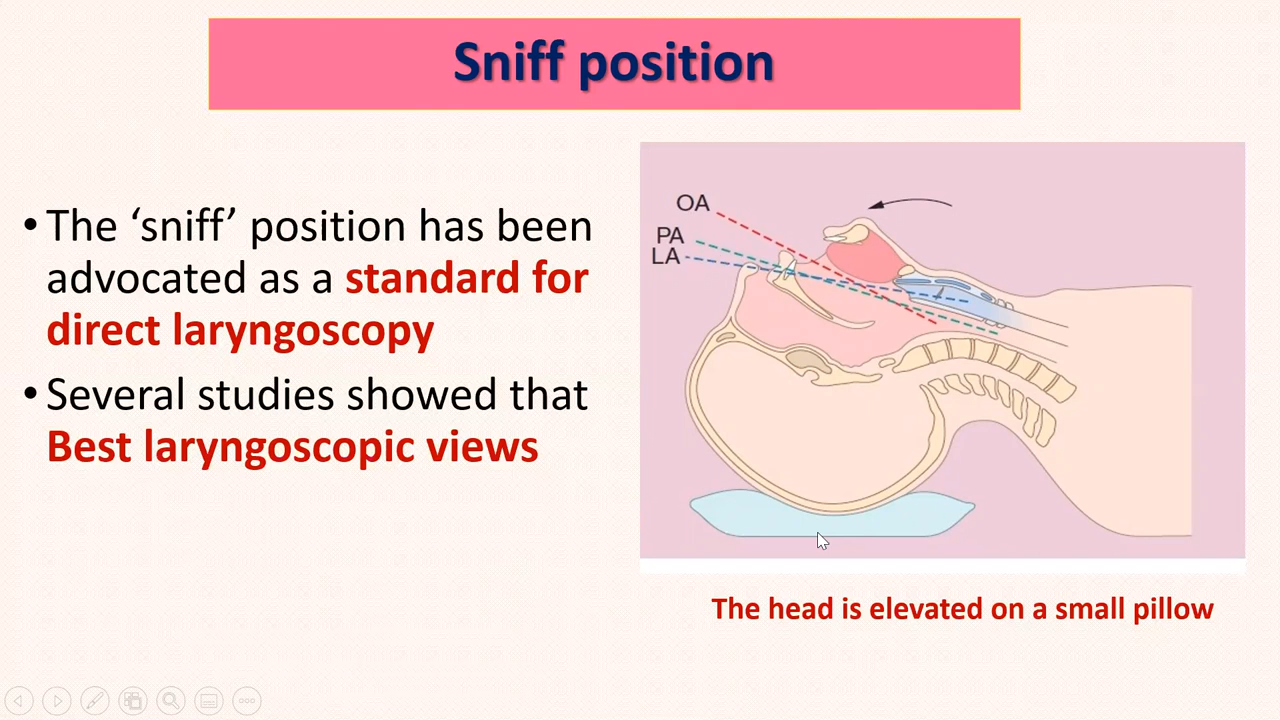 Sniff position
• The ‘sniff’ position has been
advocated as a standard for
direct laryngoscopy
• Several studies showed that
Best laryngoscopic views
OA
PA
LA
The head is elevated on a small pillow